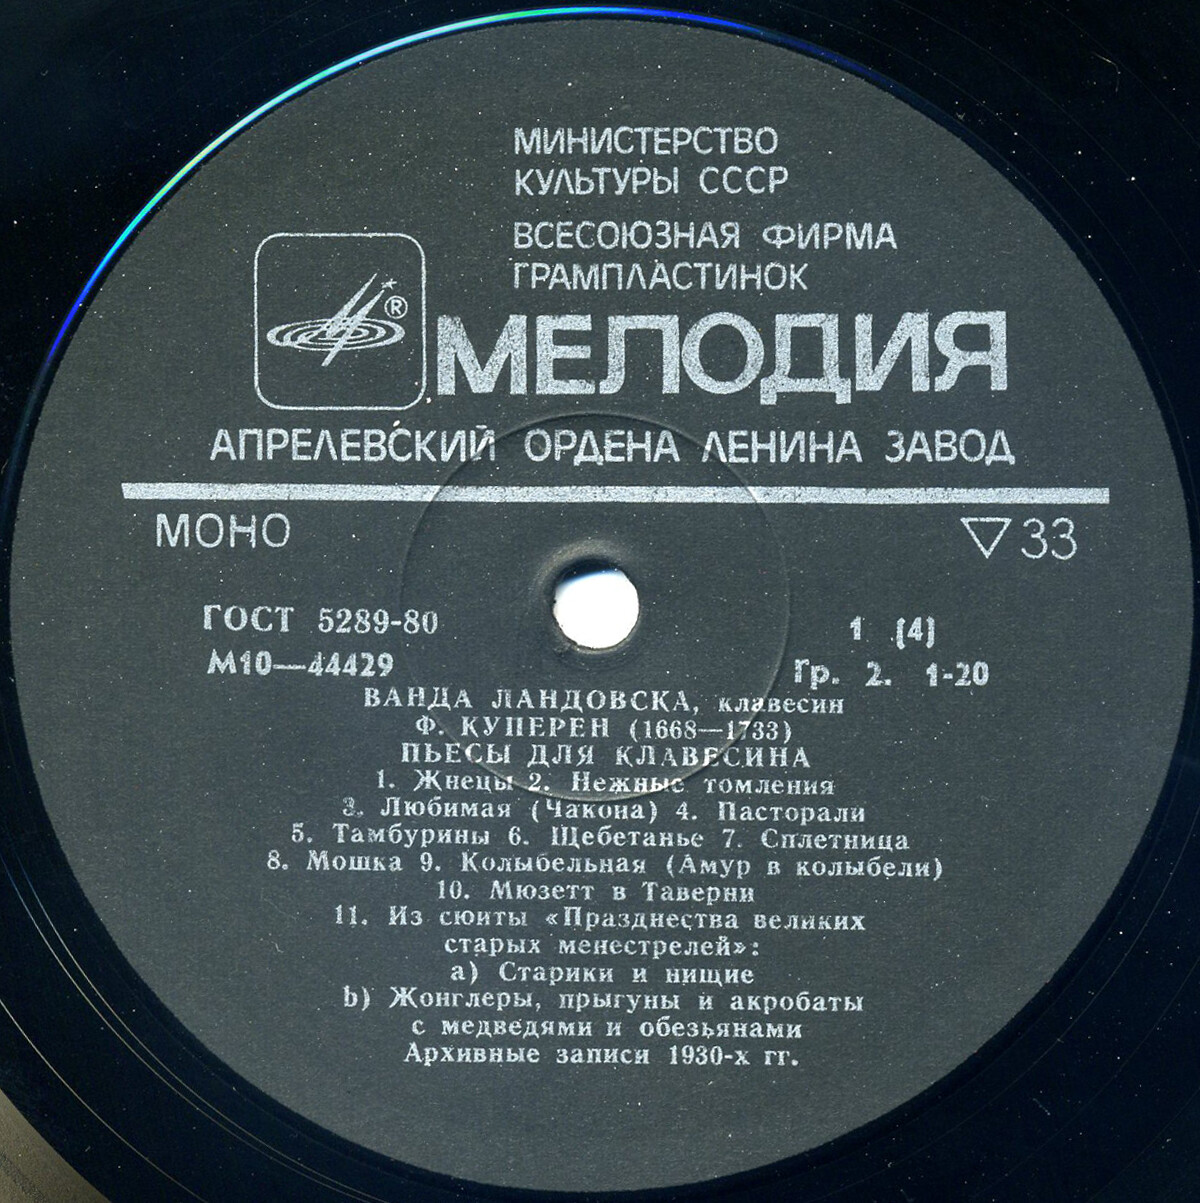 МИНИСТЕРСТВО
КУЛЬТУРЫ СССР
ВСЕСОЮЗНАЯ ФИРМА
ГРАМПЛАСТИНОК
®
МЕЛОДИЯ
АПРЕЛЕВСКИЙ ОРДЕНА ЛЕНИНА ЗАВОД
МОНО ▽33
ГОСТ 5289-80 1 (4)
М10—44429 Гр. 2. 1-20
ВАНДА ЛАНДОВСКА, клавесин
Ф. КУПЕРЕН (1668—1733)
ПЬЕСЫ ДЛЯ КЛАВЕСИНА
1. Жнецы 2. Нежные томления
3. Любимая (Чакона) 4. Пасторали
5. Тамбурины 6. Щебетанье 7. Сплетница
8. Мошка 9. Колыбельная (Амур в колыбели)
10. Мюзетт в Таверни
11. Из сюиты «Празднества великих
старых менестрелей»:
a) Старики и нищие
b) Жонглеры, прыгуны и акробаты
с медведями и обезьянами
Архивные записи 1930-х гг.